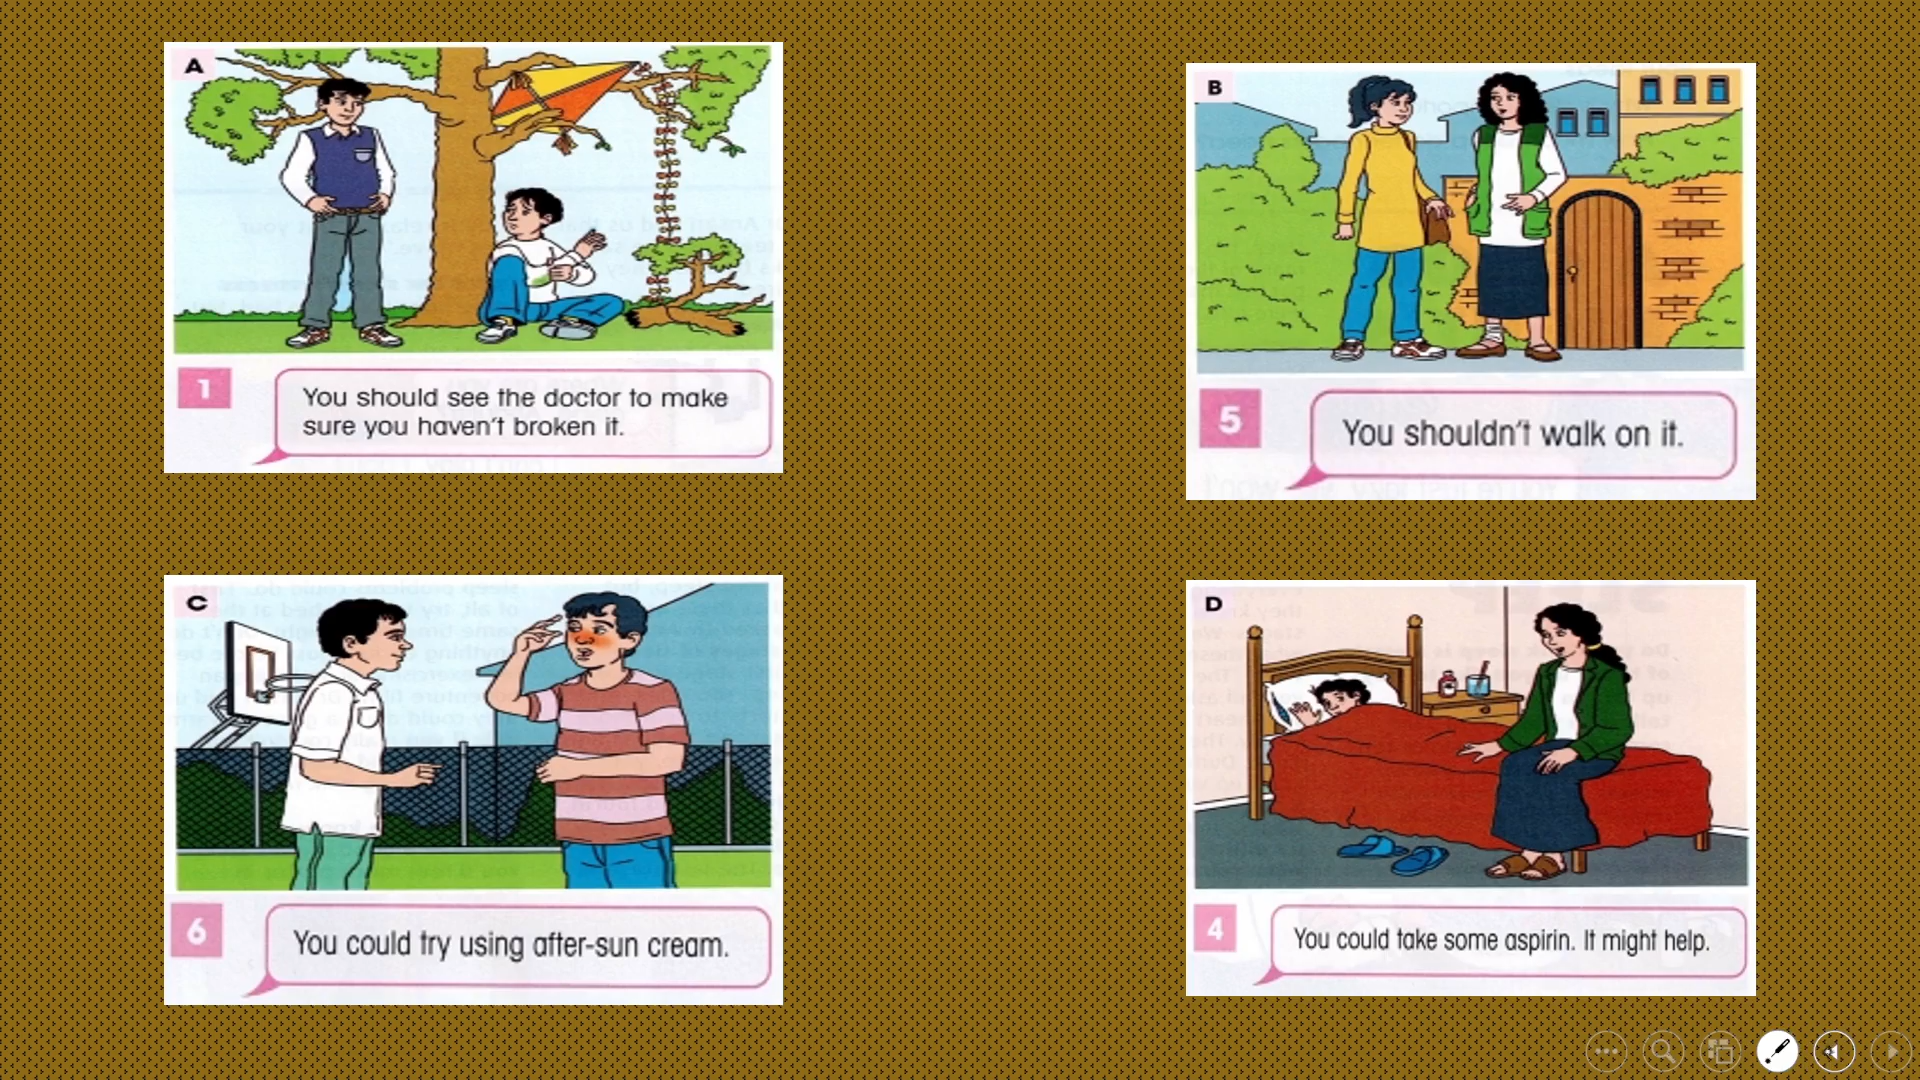 A
1
You should see the doctor to make
sure you haven't broken it.
B
5
You shouldn't walk on it.
C
6
You could try using after-sun cream.
D
4
You could take some aspirin. It might help.